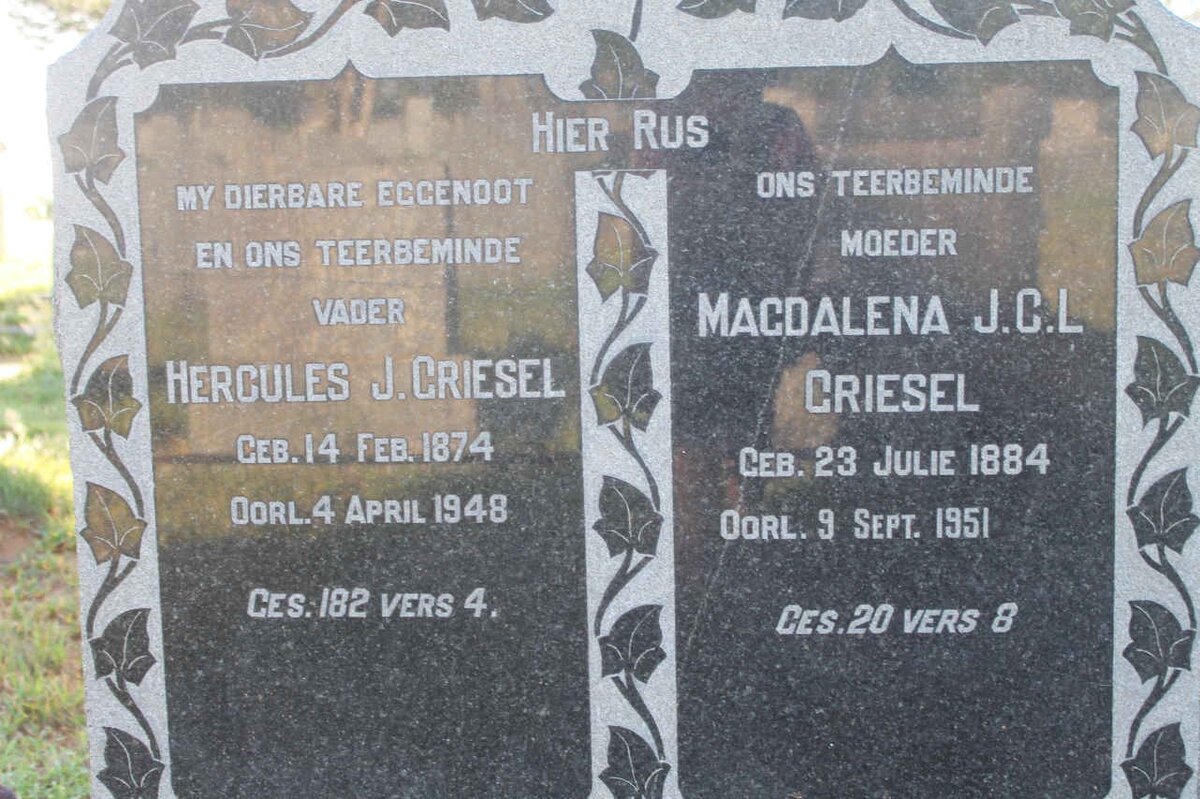 HIER RUS
MY DIERBARE EGGENOOT
EN ONS TEERBEMINDE
VADER
HERCULES J. GRIESEL
GEB. 14 FEB. 1874
OORL. 4 APRIL 1948
GES. 182 VERS 4.
ONS TEERBEMINDE
MOEDER
MAGDALENA J.C.L
GRIESEL
GEB. 23 JULIE 1884
OORL. 9 SEPT. 1951
GES. 20 VERS 8